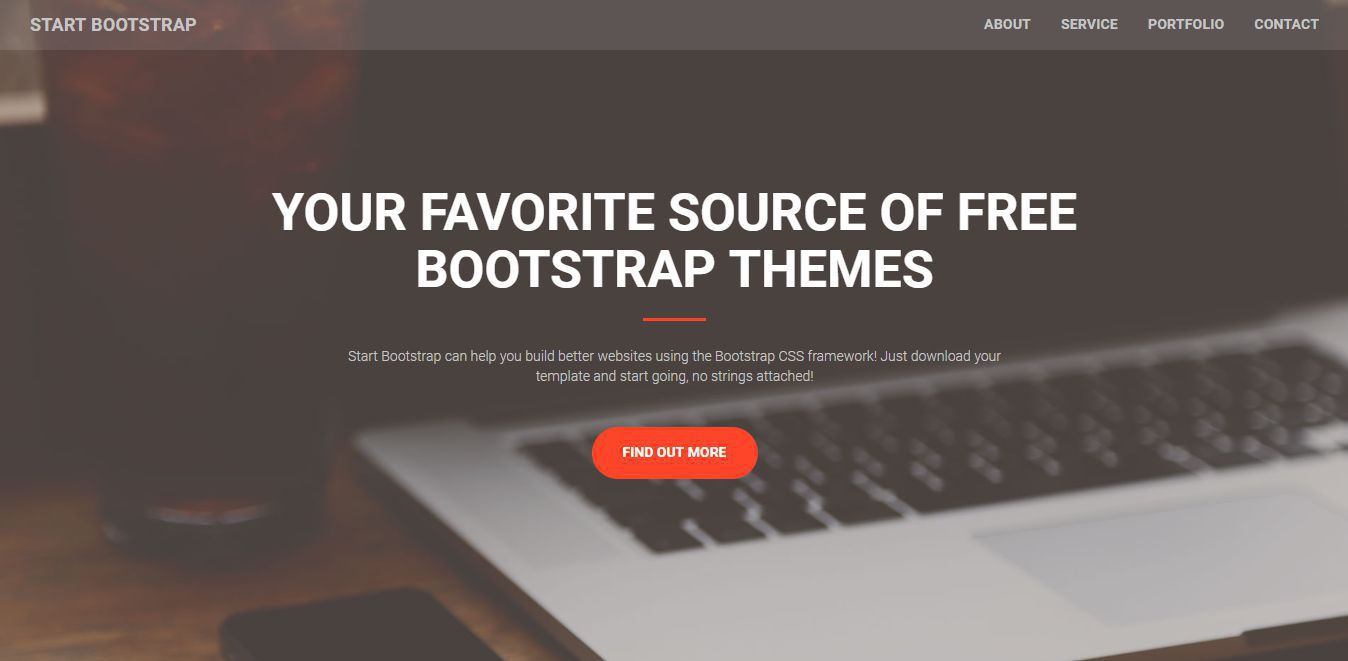 START BOOTSTRAP
ABOUT SERVICE PORTFOLIO CONTACT
YOUR FAVORITE SOURCE OF FREE
BOOTSTRAP THEMES
Start Bootstrap can help you build better websites using the Bootstrap CSS framework! Just download your
template and start going, no strings attached!
FIND OUT MORE